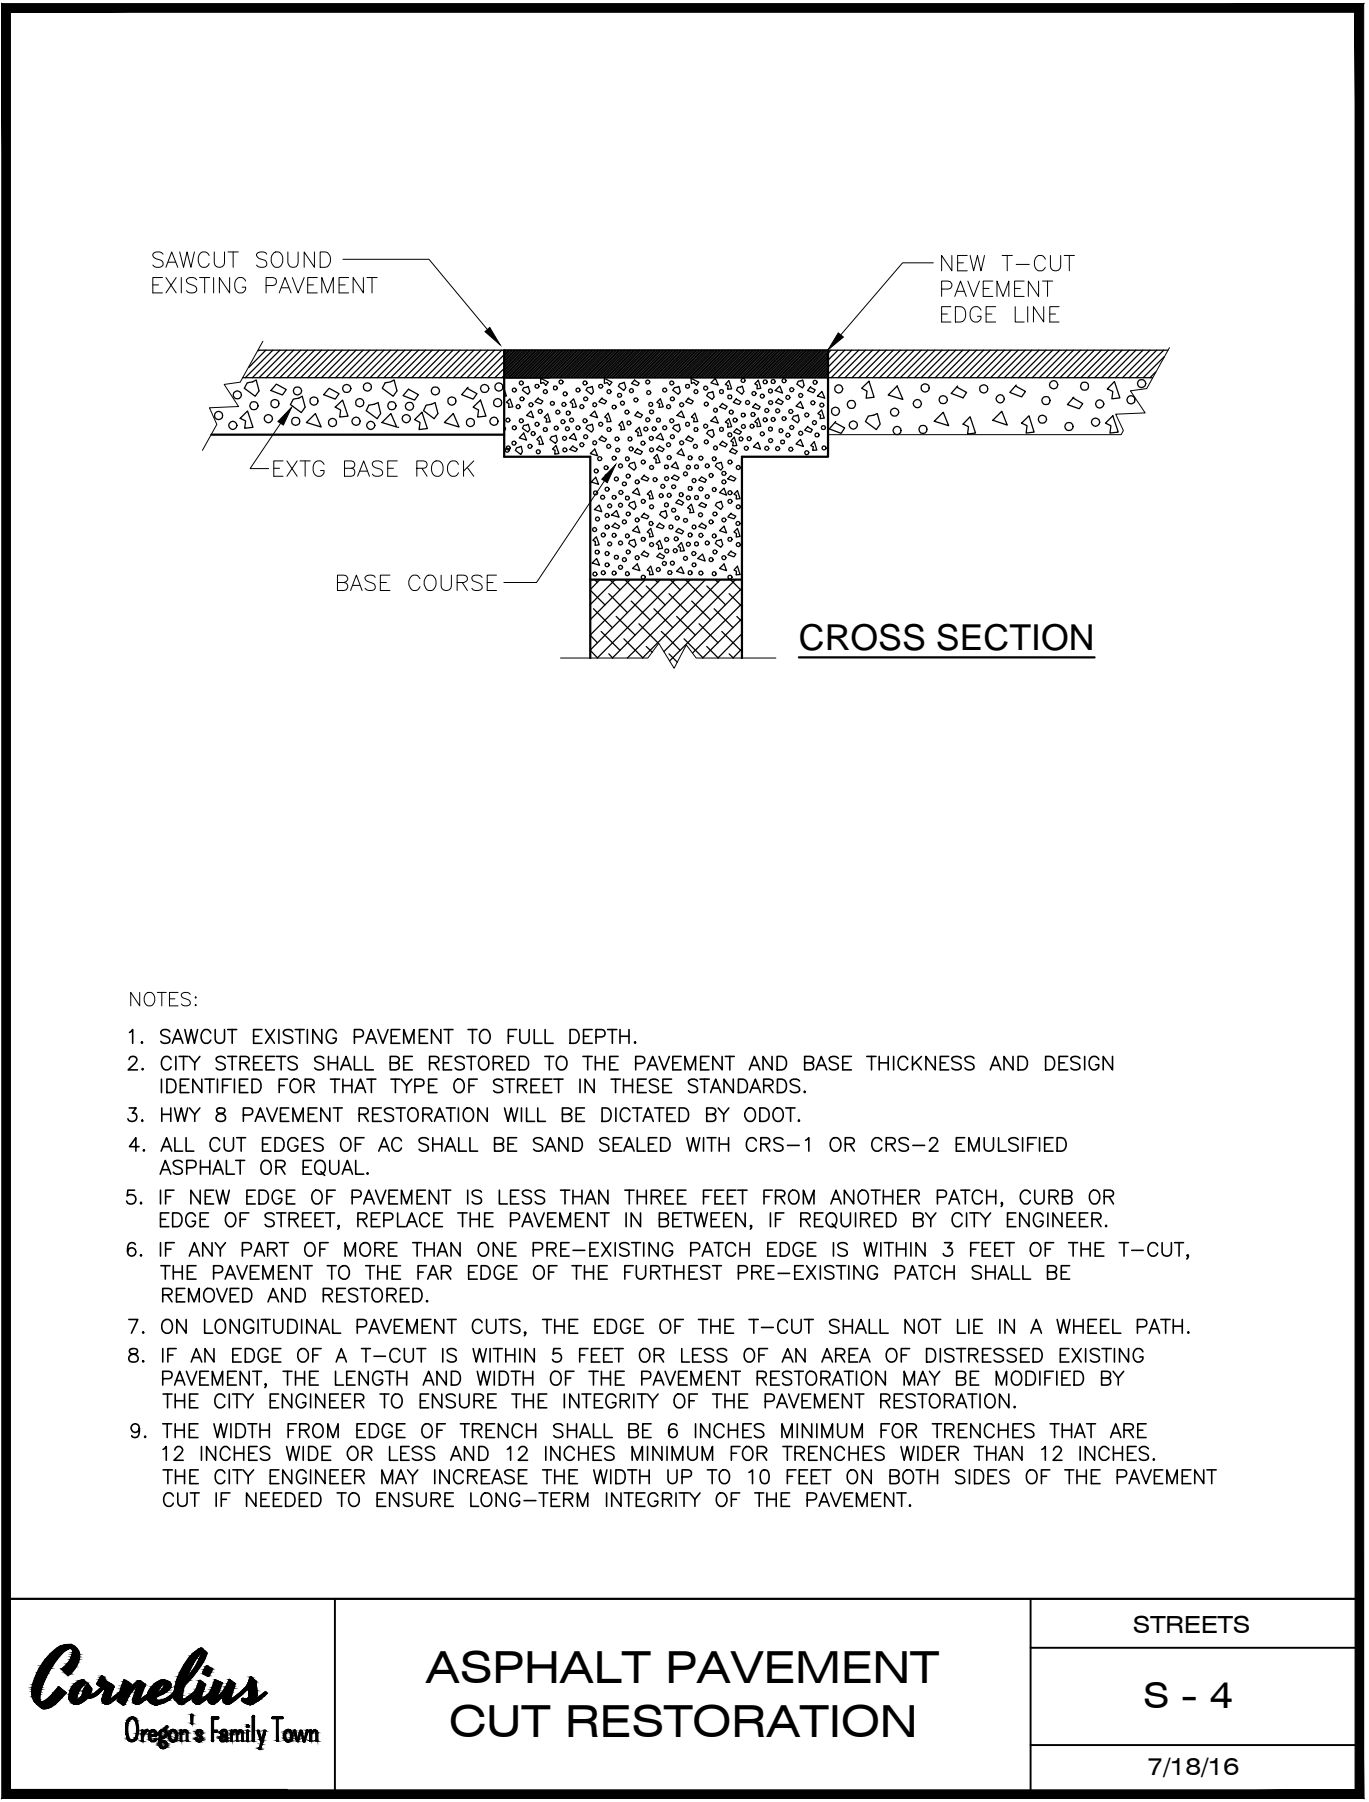 SAWCUT SOUND
EXISTING PAVEMENT
NEW T-CUT
PAVEMENT
EDGE LINE
EXTG BASE ROCK
BASE COURSE
CROSS SECTION
NOTES:
1. SAWCUT EXISTING PAVEMENT TO FULL DEPTH.
2. CITY STREETS SHALL BE RESTORED TO THE PAVEMENT AND BASE THICKNESS AND DESIGN
IDENTIFIED FOR THAT TYPE OF STREET IN THESE STANDARDS.
3. HWY 8 PAVEMENT RESTORATION WILL BE DICTATED BY ODOT.
4. ALL CUT EDGES OF AC SHALL BE SAND SEALED WITH CRS-1 OR CRS-2 EMULSIFIED
ASPHALT OR EQUAL.
5. IF NEW EDGE OF PAVEMENT IS LESS THAN THREE FEET FROM ANOTHER PATCH, CURB OR
EDGE OF STREET, REPLACE THE PAVEMENT IN BETWEEN, IF REQUIRED BY CITY ENGINEER.
6. IF ANY PART OF MORE THAN ONE PRE-EXISTING PATCH EDGE IS WITHIN 3 FEET OF THE T-CUT,
THE PAVEMENT TO THE FAR EDGE OF THE FURTHEST PRE-EXISTING PATCH SHALL BE
REMOVED AND RESTORED.
7. ON LONGITUDINAL PAVEMENT CUTS, THE EDGE OF THE T-CUT SHALL NOT LIE IN A WHEEL PATH.
8. IF AN EDGE OF A T-CUT IS WITHIN 5 FEET OR LESS OF AN AREA OF DISTRESSED EXISTING
PAVEMENT, THE LENGTH AND WIDTH OF THE PAVEMENT RESTORATION MAY BE MODIFIED BY
THE CITY ENGINEER TO ENSURE THE INTEGRITY OF THE PAVEMENT RESTORATION.
9. THE WIDTH FROM EDGE OF TRENCH SHALL BE 6 INCHES MINIMUM FOR TRENCHES THAT ARE
12 INCHES WIDE OR LESS AND 12 INCHES MINIMUM FOR TRENCHES WIDER THAN 12 INCHES.
THE CITY ENGINEER MAY INCREASE THE WIDTH UP TO 10 FEET ON BOTH SIDES OF THE PAVEMENT
CUT IF NEEDED TO ENSURE LONG-TERM INTEGRITY OF THE PAVEMENT.
Cornelius
Oregon's Family Town
ASPHALT PAVEMENT
CUT RESTORATION
STREETS
S - 4
7/18/16